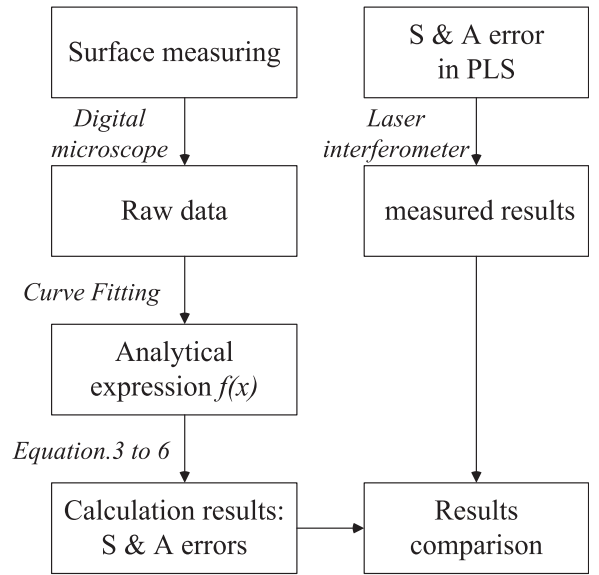 Surface measuring
S & A error
in PLS
Digital
microscope
Laser
interferometer
Raw data
measured results
Curve Fitting
Analytical
expression f(x)
Equation.3 to 6
Calculation results:
S & A errors
Results
comparison